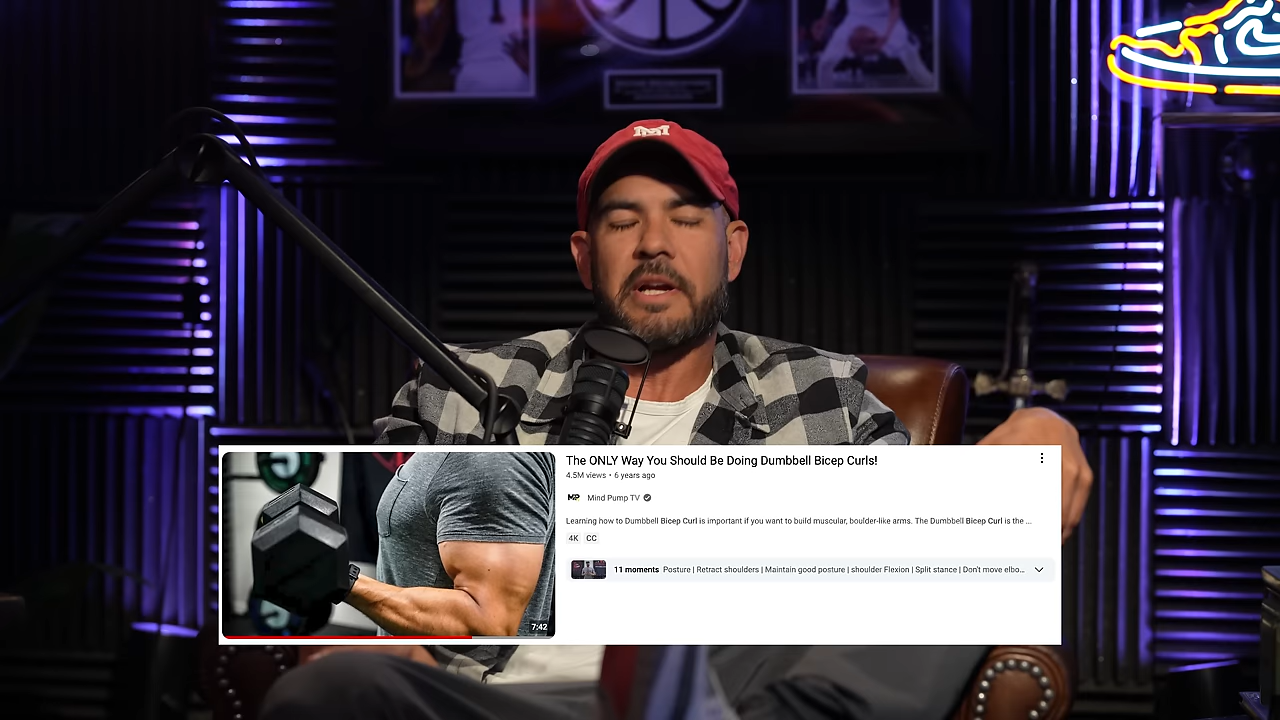 M
The ONLY Way You Should Be Doing Dumbbell Bicep Curls!
4.5M views • 6 years ago
MP Mind Pump TV
Learning how to Dumbbell Bicep Curl is important if you want to build muscular, boulder-like arms. The Dumbbell Bicep Curl is the ...
4K CC
11 moments Posture | Retract shoulders | Maintain good posture | shoulder Flexion | Split stance | Don't move elbo...
7:42